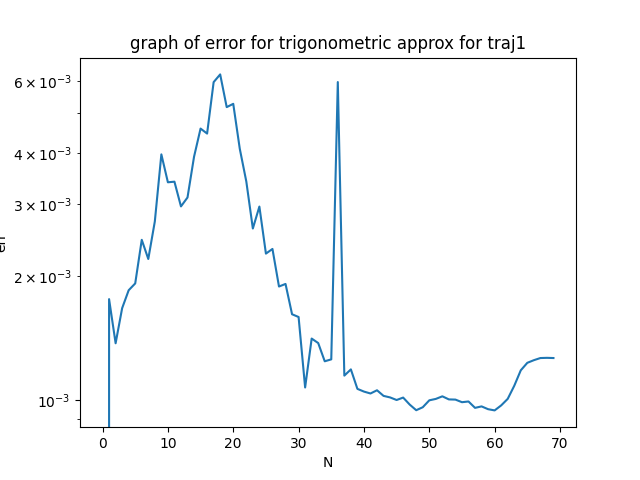 graph of error for trigonometric approx for traj1
6 × 10⁻³
4 × 10⁻³
3 × 10⁻³
2 × 10⁻³
10⁻³
0 10 20 30 40 50 60 70
N